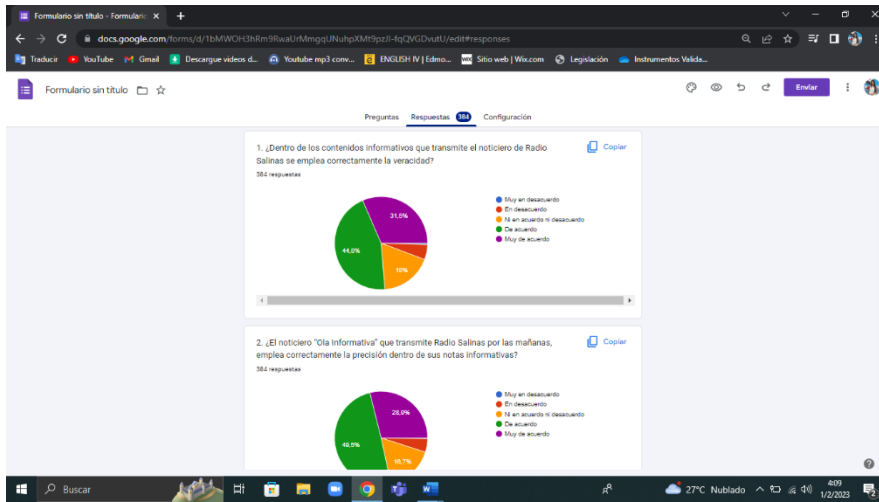 Formulario sin título - Formulario
docs.google.com/forms/d/1bMWOH3hRm9RwaUrMmgqUNuhpXMt9pzJI-fqQVGDvutU/edit#responses
Traducir YouTube Gmail Descargue videos d... Youtube mp3 conv... ENGLISH IV | Edmo... Sitio web | Wix.com Legislación Instrumentos Valida...
Formulario sin título Enviar
Preguntas Respuestas 384 Configuración
1. ¿Dentro de los contenidos informativos que transmite el noticiero de Radio
Salinas se emplea correctamente la veracidad?
Copiar
384 respuestas
Muy en desacuerdo
En desacuerdo
Ni en acuerdo ni desacuerdo
De acuerdo
Muy de acuerdo
31,5%
44,8%
18%
2. ¿El noticiero "Ola Informativa" que transmite Radio Salinas por las mañanas,
emplea correctamente la precisión dentro de sus notas informativas?
Copiar
384 respuestas
Muy en desacuerdo
En desacuerdo
Ni en acuerdo ni desacuerdo
De acuerdo
Muy de acuerdo
28,9%
49,5%
16,7%
Buscar
27°C Nublado
4:09
1/2/2023